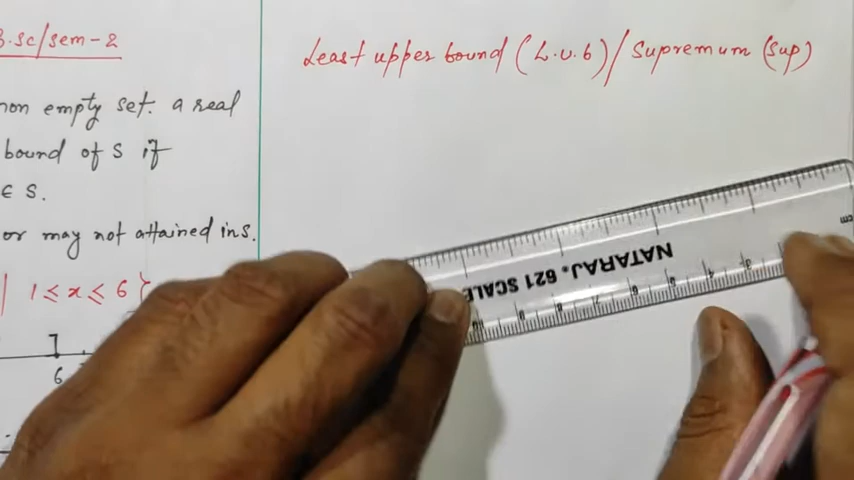 B.sc/sem-2
non empty set. a real
bound of S if
∈ S.
or may not attained in s.
| 1 ≤ x ≤ 6 }
6
Least upper bound (L.u.b)/Supremum (Sup)
NATARAJ. 621 SCALE
cm